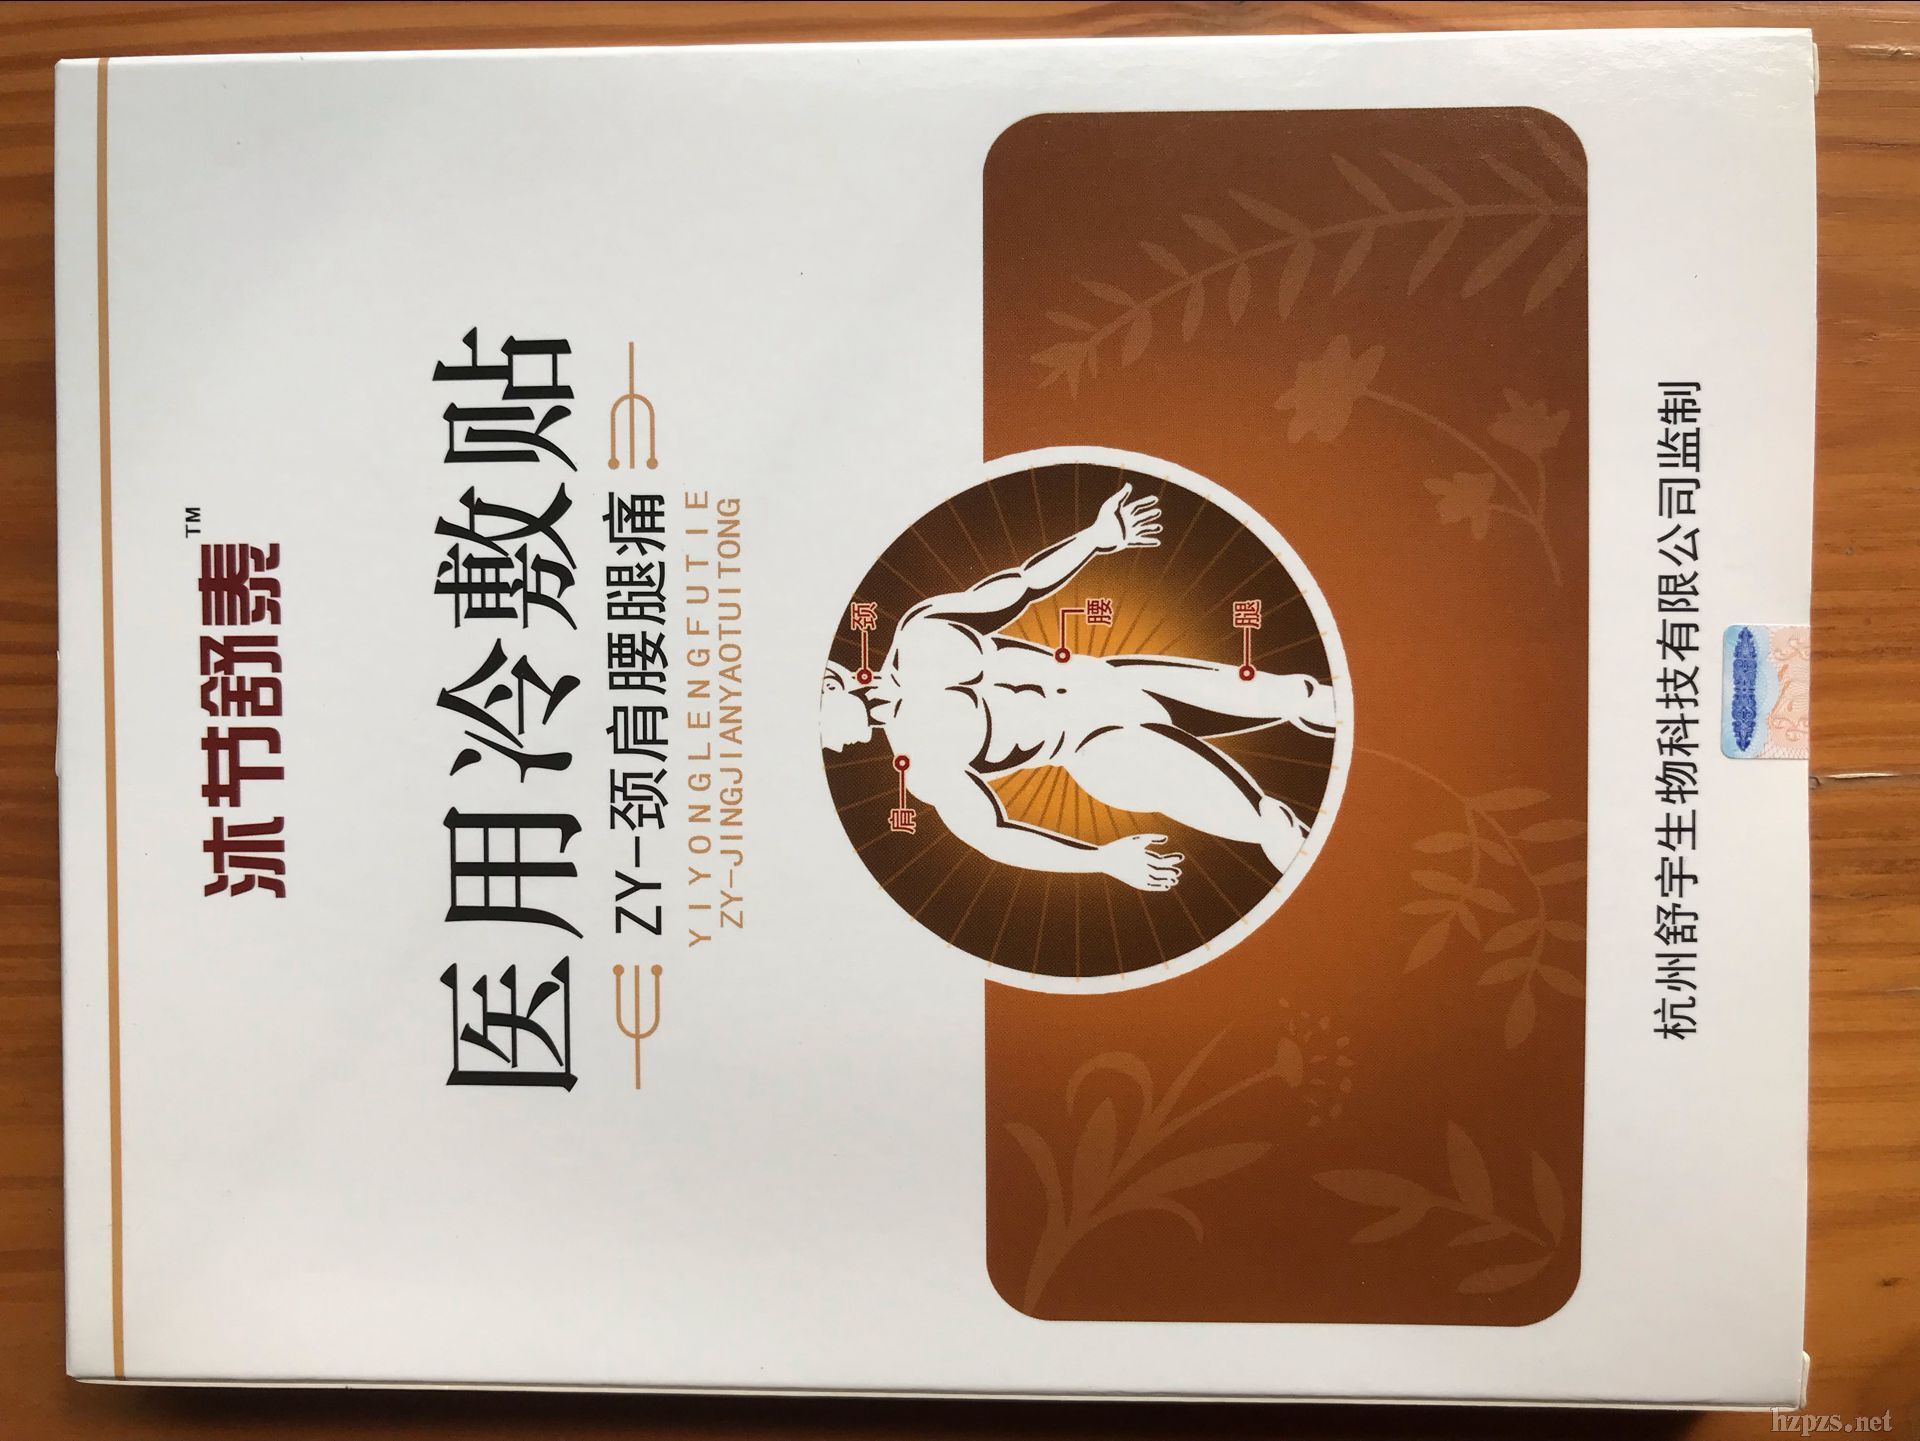 沐节舒泰™
医用冷敷贴
ZY-颈肩腰腿痛
YIYONGLENGFUTIE
ZY-JINGJIANYAOTUITONG
颈
肩
腰
腿
杭州舒宇生物科技有限公司监制
hzpzs.net